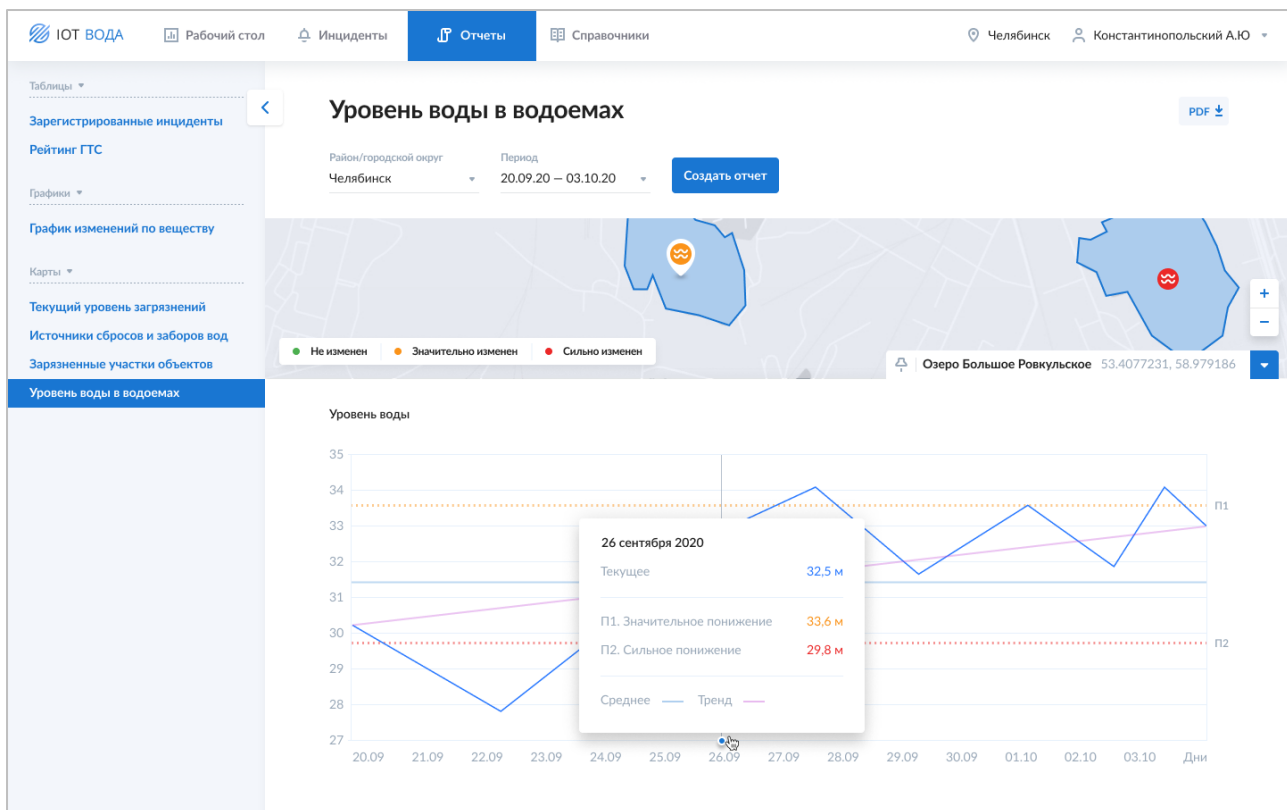 IOT ВОДА
Рабочий стол
Инциденты
Отчеты
Справочники
Челябинск
Константинопольский А.Ю
Таблицы
Зарегистрированные инциденты
Рейтинг ГТС
Графики
График изменений по веществу
Карты
Текущий уровень загрязнений
Источники сбросов и заборов вод
Зарязненные участки объектов
Уровень воды в водоемах
Уровень воды в водоемах
PDF
Район/городской округ
Челябинск
Период
20.09.20 — 03.10.20
Создать отчет
+
−
Не изменен
Значительно изменен
Сильно изменен
Озеро Большое Ровкульское 53.4077231, 58.979186
Уровень воды
35
34
33
32
31
30
29
28
27
П1
П2
26 сентября 2020
Текущее 32,5 м
П1. Значительное понижение 33,6 м
П2. Сильное понижение 29,8 м
Среднее Тренд
20.09 21.09 22.09 23.09 24.09 25.09 26.09 27.09 28.09 29.09 30.09 01.10 02.10 03.10 Дни